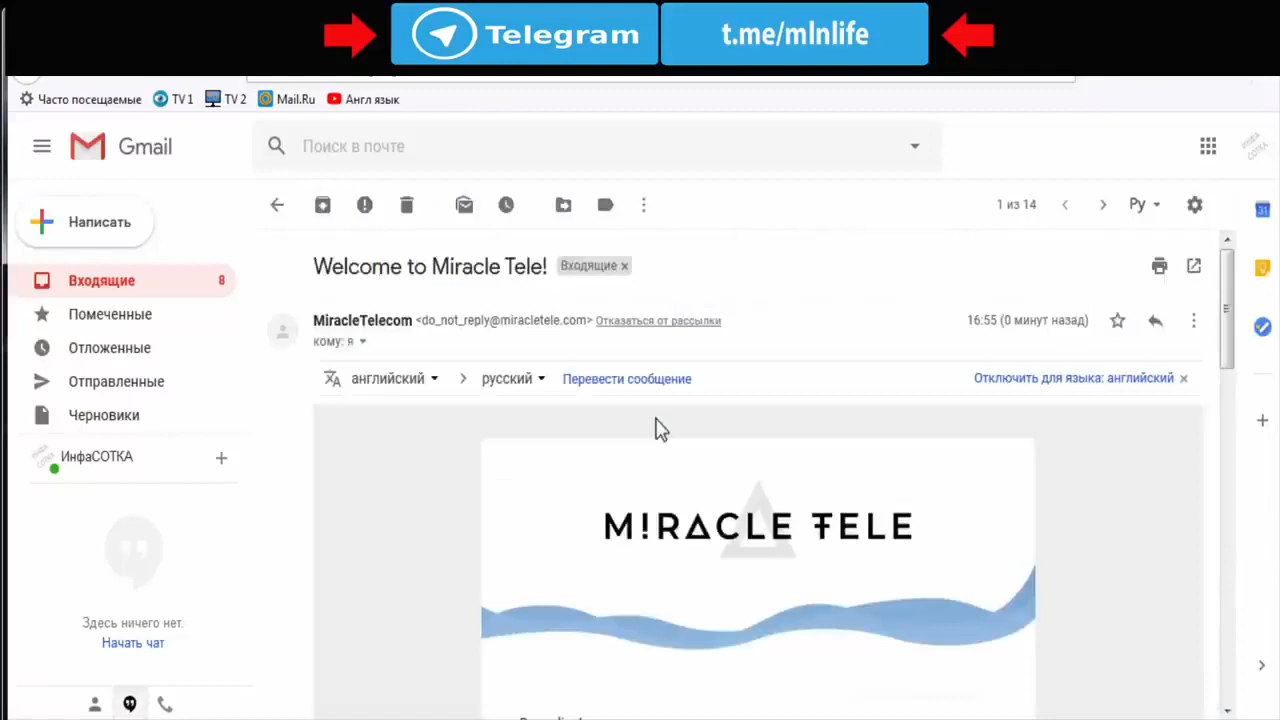 Telegram
t.me/mlnlife
Часто посещаемые TV 1 TV 2 Mail.Ru Англ язык
Gmail
Поиск в почте
Написать
1 из 14
Ру
31
Welcome to Miracle Tele!
Входящие ×
Входящие 8
Помеченные
Отложенные
Отправленные
Черновики
ИнфаСОТКА
Здесь ничего нет.
Начать чат
MiracleTelecom <do_not_reply@miracletele.com> Отказаться от рассылки
16:55 (0 минут назад)
кому: я
английский > русский Перевести сообщение
Отключить для языка: английский ×
M!RACLE TELE